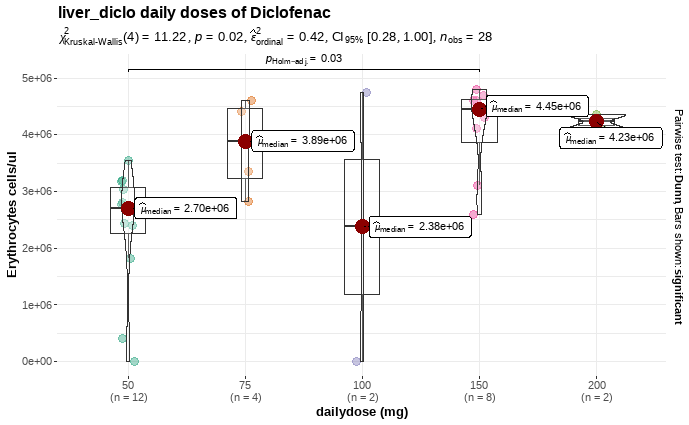 liver_diclo daily doses of Diclofenac
χ²Kruskal-Wallis(4) = 11.22, p = 0.02, ε̂²ordinal = 0.42, CI95% [0.28, 1.00], nobs = 28
pHolm-adj. = 0.03
5e+06
4e+06
3e+06
2e+06
1e+06
0e+00
Erythrocytes cells/ul
μ̂median = 2.70e+06
μ̂median = 3.89e+06
μ̂median = 2.38e+06
μ̂median = 4.45e+06
μ̂median = 4.23e+06
Pairwise test: Dunn, Bars shown: significant
50 75 100 150 200
(n = 12) (n = 4) (n = 2) (n = 8) (n = 2)
dailydose (mg)